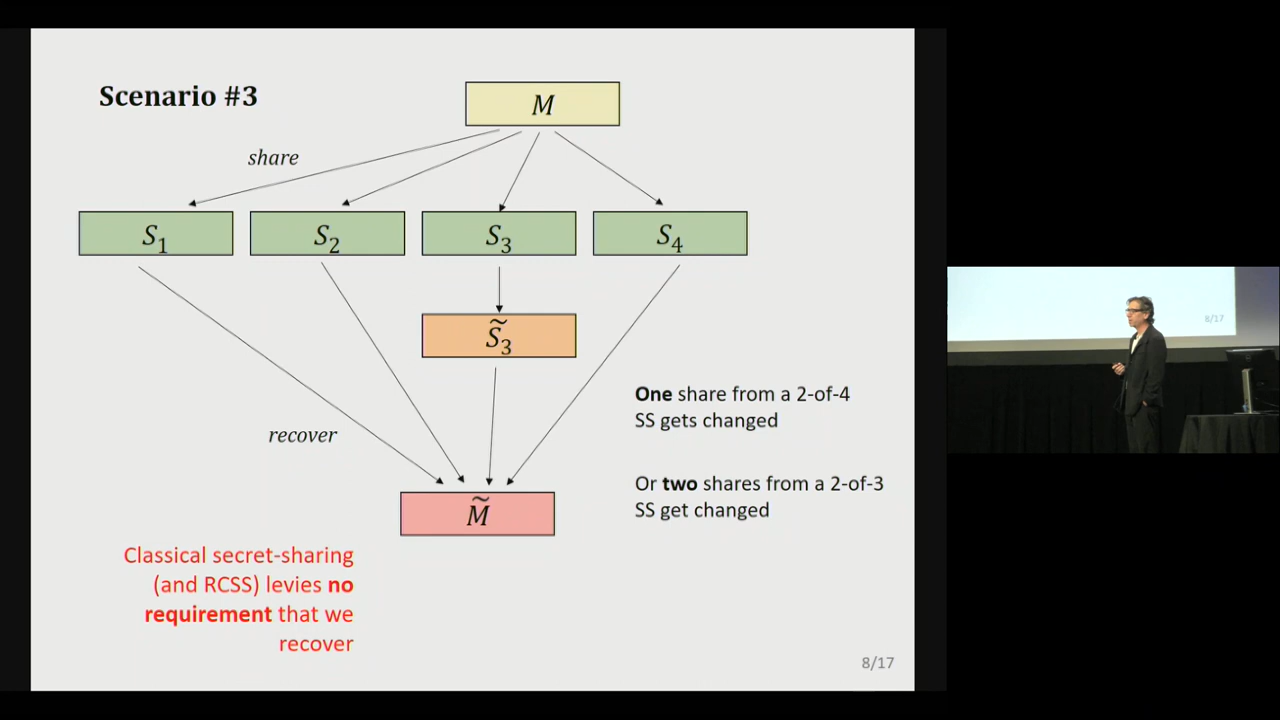 Scenario #3
M
share
S1
S2
S3
S4
S̃3
One share from a 2-of-4
SS gets changed
recover
Or two shares from a 2-of-3
SS get changed
M̃
Classical secret-sharing
(and RCSS) levies no
requirement that we
recover
8/17
8/17